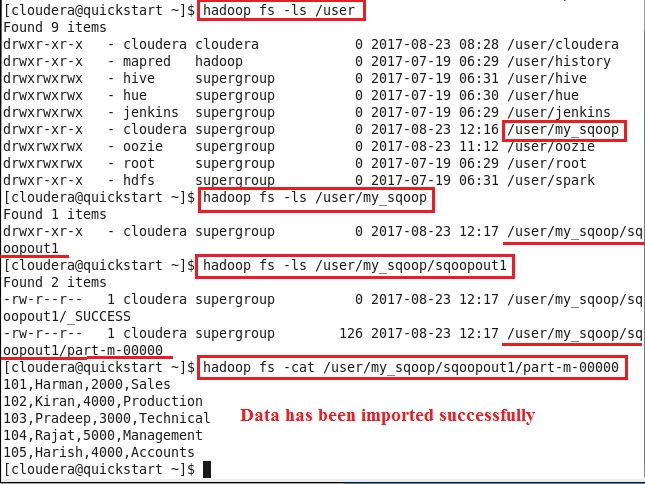 [cloudera@quickstart ~]$ hadoop fs -ls /user
Found 9 items
drwxr-xr-x   - cloudera cloudera            0 2017-08-23 08:28 /user/cloudera
drwxr-xr-x   - mapred   hadoop              0 2017-07-19 06:29 /user/history
drwxrwxrwx   - hive     supergroup          0 2017-07-19 06:31 /user/hive
drwxrwxrwx   - hue      supergroup          0 2017-07-19 06:30 /user/hue
drwxrwxrwx   - jenkins  supergroup          0 2017-07-19 06:29 /user/jenkins
drwxr-xr-x   - cloudera supergroup          0 2017-08-23 12:16 /user/my_sqoop
drwxrwxrwx   - oozie    supergroup          0 2017-08-23 11:12 /user/oozie
drwxrwxrwx   - root     supergroup          0 2017-07-19 06:29 /user/root
drwxr-xr-x   - hdfs     supergroup          0 2017-07-19 06:31 /user/spark
[cloudera@quickstart ~]$ hadoop fs -ls /user/my_sqoop
Found 1 items
drwxr-xr-x   - cloudera supergroup          0 2017-08-23 12:17 /user/my_sqoop/sq
oopout1
[cloudera@quickstart ~]$ hadoop fs -ls /user/my_sqoop/sqoopout1
Found 2 items
-rw-r--r--   1 cloudera supergroup          0 2017-08-23 12:17 /user/my_sqoop/sq
oopout1/_SUCCESS
-rw-r--r--   1 cloudera supergroup        126 2017-08-23 12:17 /user/my_sqoop/sq
oopout1/part-m-00000
[cloudera@quickstart ~]$ hadoop fs -cat /user/my_sqoop/sqoopout1/part-m-00000
101,Harman,2000,Sales
102,Kiran,4000,Production
103,Pradeep,3000,Technical
Data has been imported successfully
104,Rajat,5000,Management
105,Harish,4000,Accounts
[cloudera@quickstart ~]$